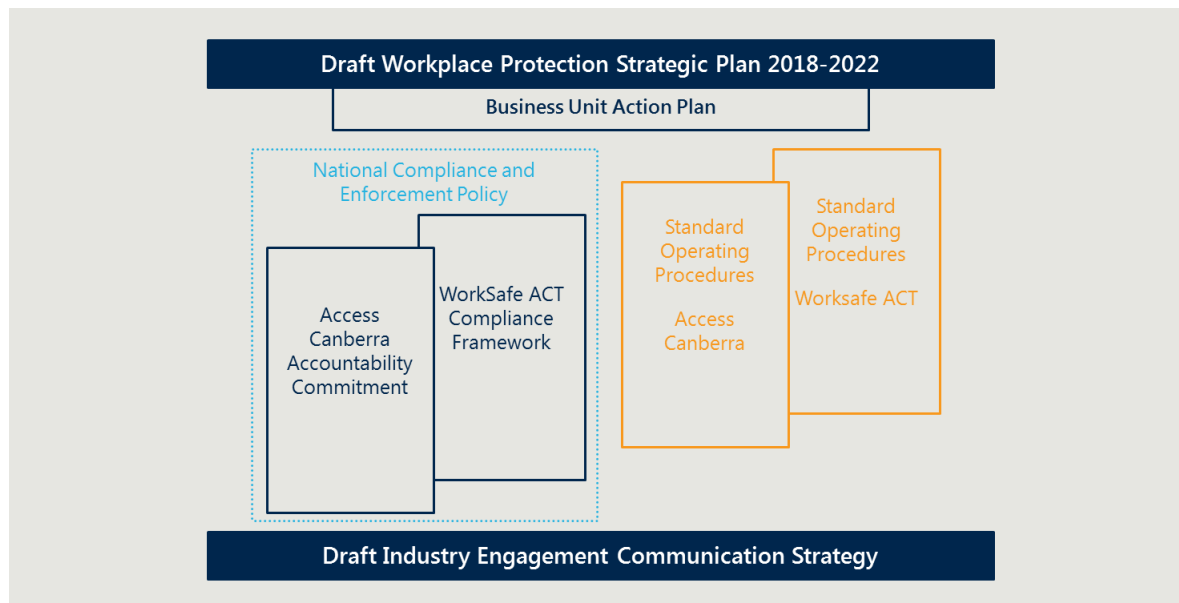 Draft Workplace Protection Strategic Plan 2018-2022
Business Unit Action Plan
National Compliance and
Enforcement Policy
Access
Canberra
Accountability
Commitment
WorkSafe ACT
Compliance
Framework
Standard
Operating
Procedures
Access
Canberra
Standard
Operating
Procedures
Worksafe ACT
Draft Industry Engagement Communication Strategy